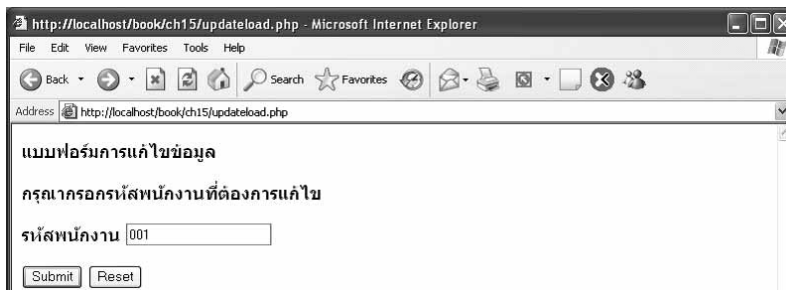 http://localhost/book/ch15/updateload.php - Microsoft Internet Explorer
File Edit View Favorites Tools Help
Back Search Favorites
Address http://localhost/book/ch15/updateload.php
แบบฟอร์มการแก้ไขข้อมูล
กรุณากรอกรหัสพนักงานที่ต้องการแก้ไข
รหัสพนักงาน 001
Submit Reset